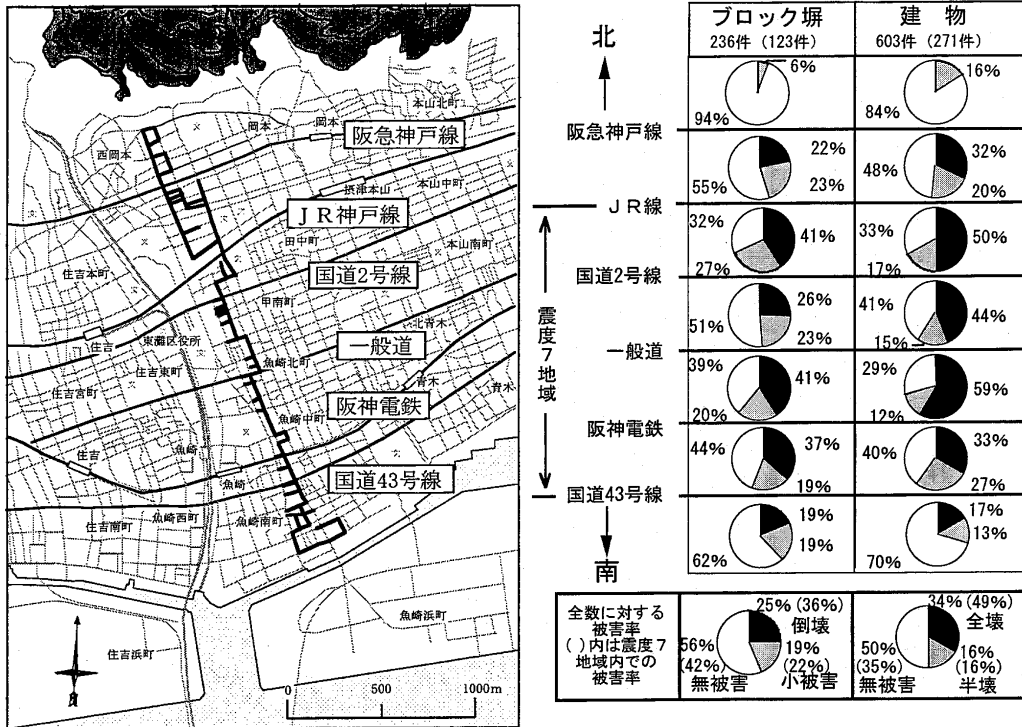 本山北町
岡本
岡本
阪急神戸線
西岡本
摂津本山
本山中町
JR神戸線
田中町
本山南町
住吉本町
国道2号線
甲南町
北青木
住吉
東灘区役所
一般道
住吉東町
魚崎北町
青木
青木
住吉宮町
阪神電鉄
魚崎中町
住吉
魚崎
魚崎
国道43号線
住吉南町
魚崎西町
魚崎南町
魚崎浜町
住吉浜町
0 500 1000m
北
阪急神戸線
JR線
国道2号線
一般道
阪神電鉄
国道43号線
南
震度7地域
ブロック塀 建物
236件 (123件) 603件 (271件)
6% 16%
94% 84%
22% 32%
55% 23% 48% 20%
32% 41% 33% 50%
27% 17%
26% 41% 44%
51% 23% 15%
39% 41% 29% 59%
20% 12%
44% 37% 40% 33%
19% 27%
19% 17%
19% 13%
62% 70%
全数に対する
被害率
( )内は震度7
地域内での
被害率
25% (36%)
倒壊
56%
(42%)
無被害
19%
(22%)
小被害
34% (49%)
全壊
50%
(35%)
無被害
16%
(16%)
半壊